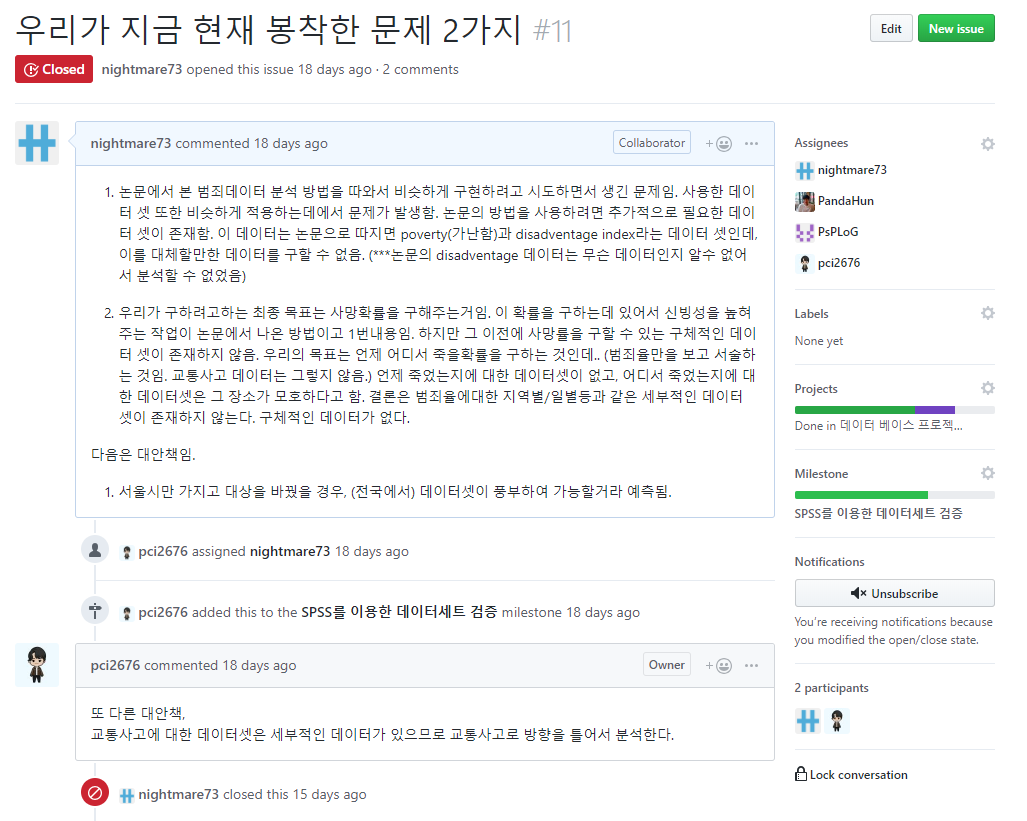 우리가 지금 현재 봉착한 문제 2가지 #11
Edit
New issue
Closed
nightmare73 opened this issue 18 days ago · 2 comments
nightmare73 commented 18 days ago
Collaborator
1. 논문에서 본 범죄데이터 분석 방법을 따와서 비슷하게 구현하려고 시도하면서 생긴 문제임. 사용한 데이
터 셋 또한 비슷하게 적용하는데에서 문제가 발생함. 논문의 방법을 사용하려면 추가적으로 필요한 데이
터 셋이 존재함. 이 데이터는 논문으로 따지면 poverty(가난함)과 disadventage index라는 데이터 셋인데,
이를 대체할만한 데이터를 구할 수 없음. (***논문의 disadventage 데이터는 무슨 데이터인지 알수 없어
서 분석할 수 없었음)
2. 우리가 구하려고하는 최종 목표는 사망확률을 구해주는거임. 이 확률을 구하는데 있어서 신빙성을 높혀
주는 작업이 논문에서 나온 방법이고 1번내용임. 하지만 그 이전에 사망률을 구할 수 있는 구체적인 데이
터 셋이 존재하지 않음. 우리의 목표는 언제 어디서 죽을확률을 구하는 것인데.. (범죄율만을 보고 서술하
는 것임. 교통사고 데이터는 그렇지 않음.) 언제 죽었는지에 대한 데이터셋이 없고, 어디서 죽었는지에 대
한 데이터셋은 그 장소가 모호하다고 함. 결론은 범죄율에대한 지역별/일별등과 같은 세부적인 데이터
셋이 존재하지 않는다. 구체적인 데이터가 없다.
다음은 대안책임.
1. 서울시만 가지고 대상을 바꿨을 경우, (전국에서) 데이터셋이 풍부하여 가능할거라 예측됨.
pci2676 assigned nightmare73 18 days ago
pci2676 added this to the SPSS를 이용한 데이터세트 검증 milestone 18 days ago
pci2676 commented 18 days ago
Owner
또 다른 대안책,
교통사고에 대한 데이터셋은 세부적인 데이터가 있으므로 교통사고로 방향을 틀어서 분석한다.
nightmare73 closed this 15 days ago
Assignees
nightmare73
PandaHun
PsPLoG
pci2676
Labels
None yet
Projects
Done in 데이터 베이스 프로젝...
Milestone
SPSS를 이용한 데이터세트 검증
Notifications
Unsubscribe
You're receiving notifications because
you modified the open/close state.
2 participants
Lock conversation